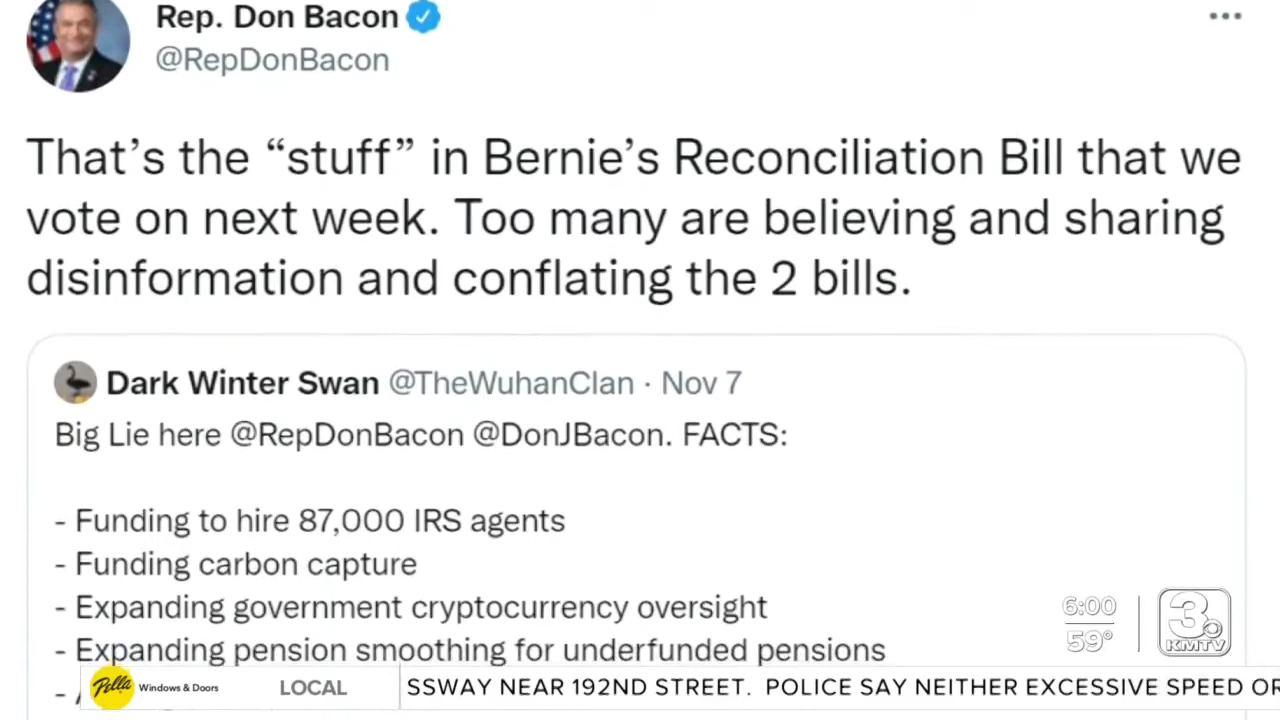 Rep. Don Bacon
@RepDonBacon
That's the “stuff” in Bernie's Reconciliation Bill that we
vote on next week. Too many are believing and sharing
disinformation and conflating the 2 bills.
Dark Winter Swan @TheWuhanClan · Nov 7
Big Lie here @RepDonBacon @DonJBacon. FACTS:
- Funding to hire 87,000 IRS agents
- Funding carbon capture
- Expanding government cryptocurrency oversight
- Expanding pension smoothing for underfunded pensions
6:00
59°
3
KMTV
Pella Windows & Doors
LOCAL
SSWAY NEAR 192ND STREET. POLICE SAY NEITHER EXCESSIVE SPEED OR